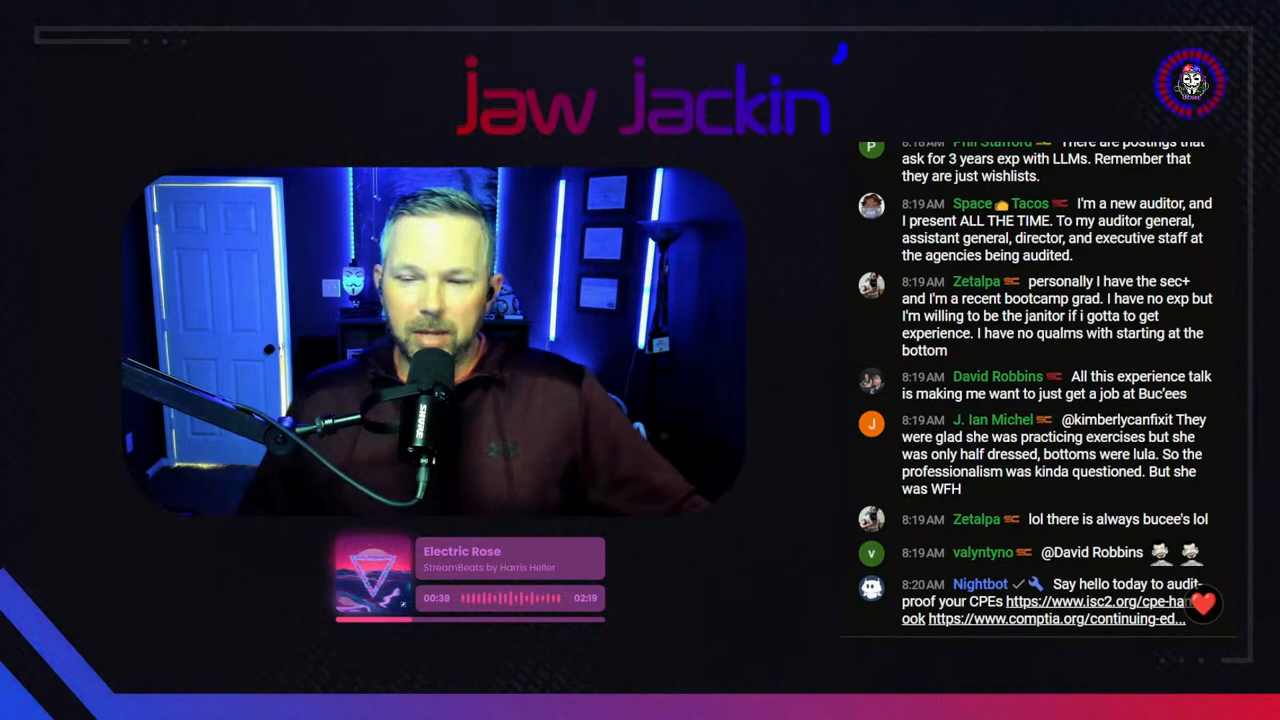 Jaw Jackin'
8:18 AM Phil Stafford There are postings that
ask for 3 years exp with LLMs. Remember that
they are just wishlists.
8:19 AM Space Tacos I'm a new auditor, and
I present ALL THE TIME. To my auditor general,
assistant general, director, and executive staff at
the agencies being audited.
8:19 AM Zetalpa personally I have the sec+
and I'm a recent bootcamp grad. I have no exp but
I'm willing to be the janitor if i gotta to get
experience. I have no qualms with starting at the
bottom
8:19 AM David Robbins All this experience talk
is making me want to just get a job at Buc'ees
J
8:19 AM J. Ian Michel @kimberlycanfixit They
were glad she was practicing exercises but she
was only half dressed, bottoms were lula. So the
professionalism was kinda questioned. But she
was WFH
8:19 AM Zetalpa lol there is always bucee's lol
v
8:19 AM valyntyno @David Robbins
8:20 AM Nightbot Say hello today to audit-
proof your CPEs https://www.isc2.org/cpe-han
ook https://www.comptia.org/continuing-ed...
SHURE
Electric Rose
StreamBeats by Harris Heller
00:38
02:19